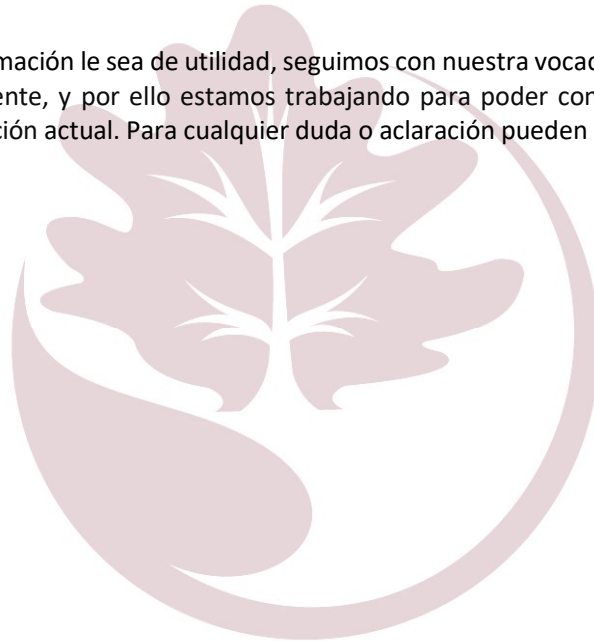 mación le sea de utilidad, seguimos con nuestra vocac
ente, y por ello estamos trabajando para poder con
ción actual. Para cualquier duda o aclaración pueden